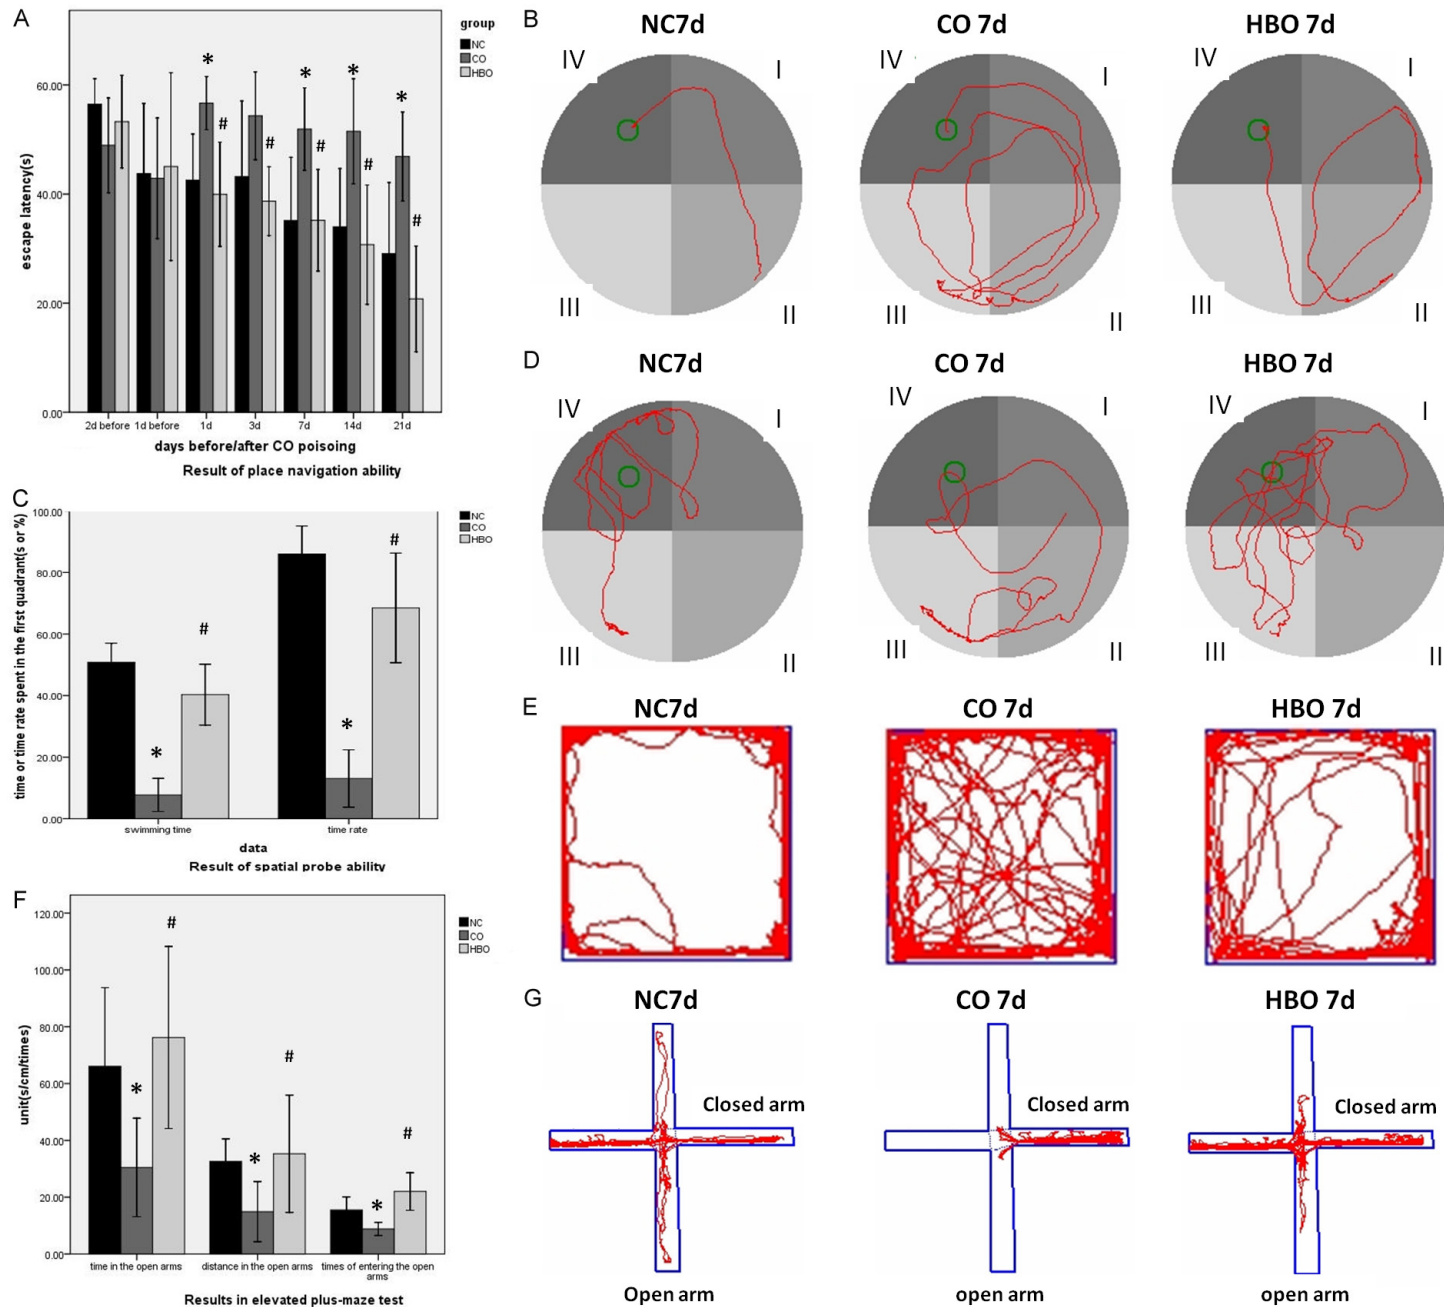 A
group
NC
CO
HBO
escape latency(s)
60.00
40.00
20.00
0.00
* * * *
# # # # #
2d before 1d before 1d 3d 7d 14d 21d
days before/after CO poisoing
Result of place navigation ability
B
NC7d
CO 7d
HBO 7d
IV I III II
IV I III II
IV I III II
C
time or time rate spent in the first quadrant(s or %)
100.00
80.00
60.00
40.00
20.00
0.00
NC
CO
HBO
* # * #
swimming time time rate
data
Result of spatial probe ability
D
NC7d
CO 7d
HBO 7d
IV I III II
IV I III II
IV I III II
E
NC7d
CO 7d
HBO 7d
F
unit(s/cm/times)
120.00
100.00
80.00
60.00
40.00
20.00
0.00
NC
CO
HBO
* # * # * #
time in the open arms
distance in the open arms
times of entering the open
arms
Results in elevated plus-maze test
G
NC7d
CO 7d
HBO 7d
Closed arm
Closed arm
Closed arm
Open arm
open arm
open arm